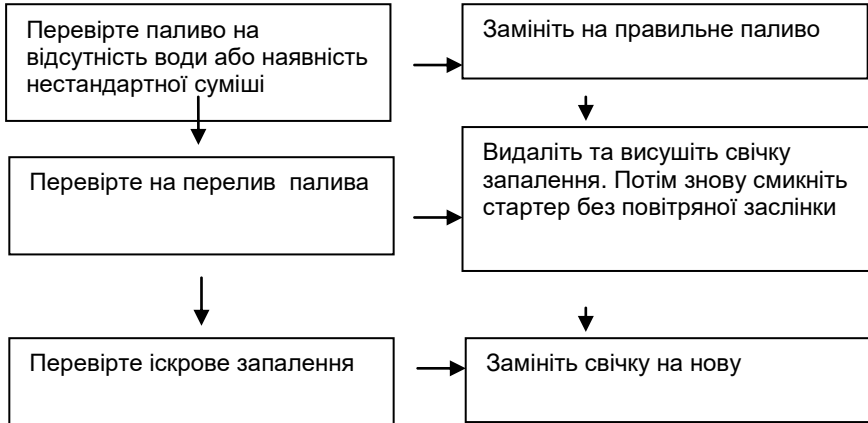 Перевірте паливо на
відсутність води або наявність
нестандартної суміші
Замініть на правильне паливо
Перевірте на перелив палива
Видаліть та висушіть свічку
запалення. Потім знову смикніть
стартер без повітряної заслінки
Перевірте іскрове запалення
Замініть свічку на нову